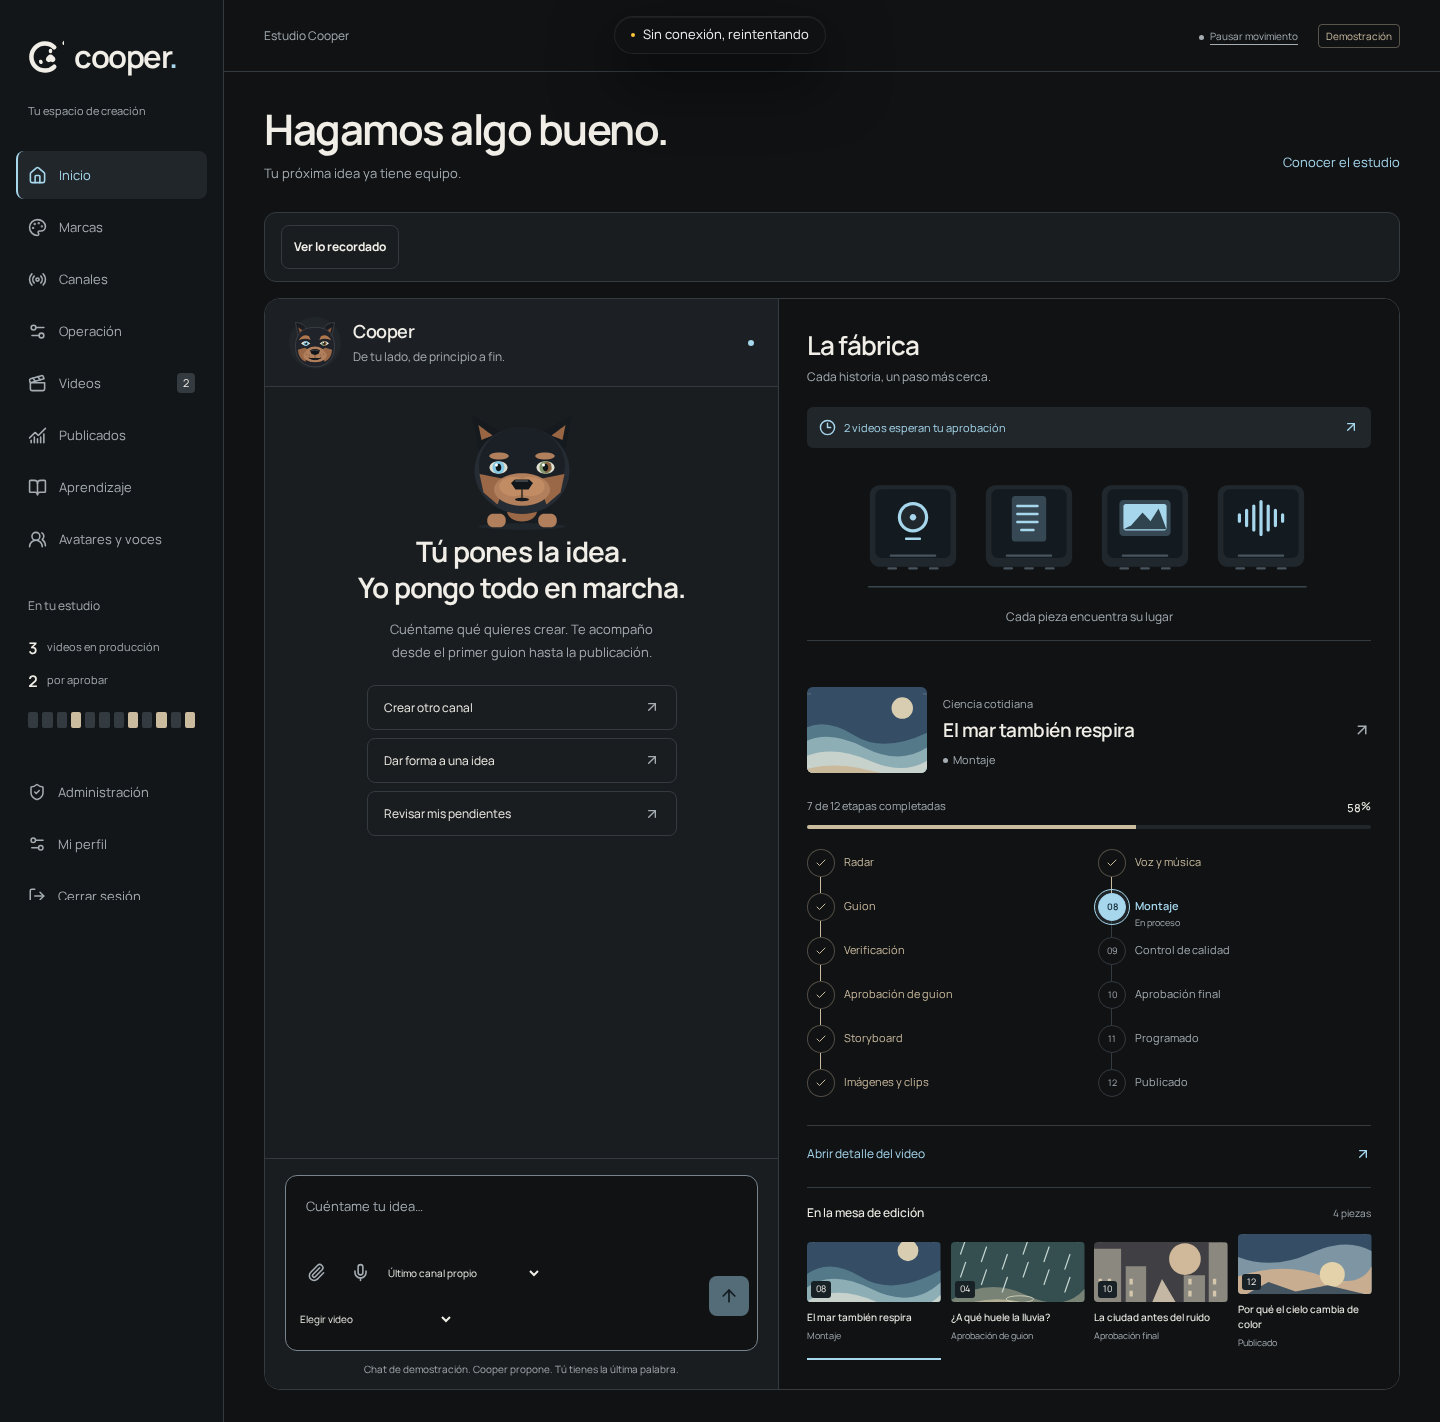 cooper.
Tu espacio de creación
Inicio
Marcas
Canales
Operación
Videos
2
Publicados
Aprendizaje
Avatares y voces
En tu estudio
3 videos en producción
2 por aprobar
Administración
Mi perfil
Cerrar sesión
Estudio Cooper
Sin conexión, reintentando
Pausar movimiento
Demostración
Hagamos algo bueno.
Tu próxima idea ya tiene equipo.
Conocer el estudio
Ver lo recordado
Cooper
De tu lado, de principio a fin.
Tú pones la idea.
Yo pongo todo en marcha.
Cuéntame qué quieres crear. Te acompaño
desde el primer guion hasta la publicación.
Crear otro canal
Dar forma a una idea
Revisar mis pendientes
Cuéntame tu idea…
Último canal propio
Elegir video
Chat de demostración. Cooper propone. Tú tienes la última palabra.
La fábrica
Cada historia, un paso más cerca.
2 videos esperan tu aprobación
Cada pieza encuentra su lugar
Ciencia cotidiana
El mar también respira
Montaje
7 de 12 etapas completadas
58%
Radar
Guion
Verificación
Aprobación de guion
Storyboard
Imágenes y clips
Voz y música
08 Montaje
En proceso
09 Control de calidad
10 Aprobación final
11 Programado
12 Publicado
Abrir detalle del video
En la mesa de edición
4 piezas
08
El mar también respira
Montaje
04
¿A qué huele la lluvia?
Aprobación de guion
10
La ciudad antes del ruido
Aprobación final
12
Por qué el cielo cambia de
color
Publicado